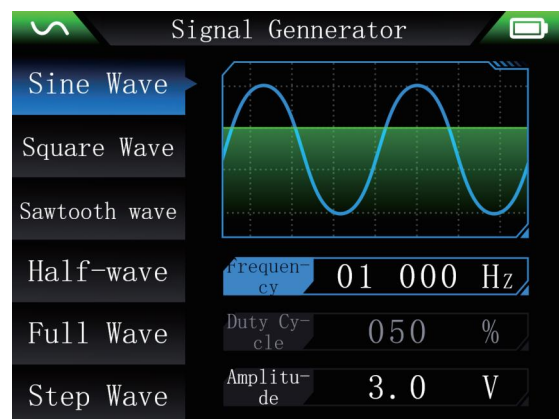 Signal Gennerator
Sine Wave
Square Wave
Sawtooth wave
Half-wave
Full Wave
Step Wave
Frequen-
cy
01 000 Hz
Duty Cy-
cle
050 %
Amplitu-
de
3.0 V